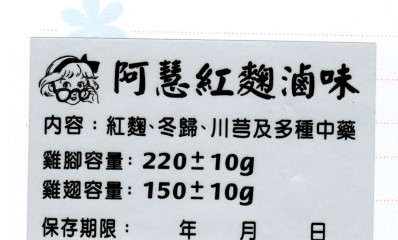 阿慧紅麴滷味
內容：紅麴、冬歸、川芎及多種中藥
雞腳容量：220±10g
雞翅容量：150±10g
保存期限：　年　月　日